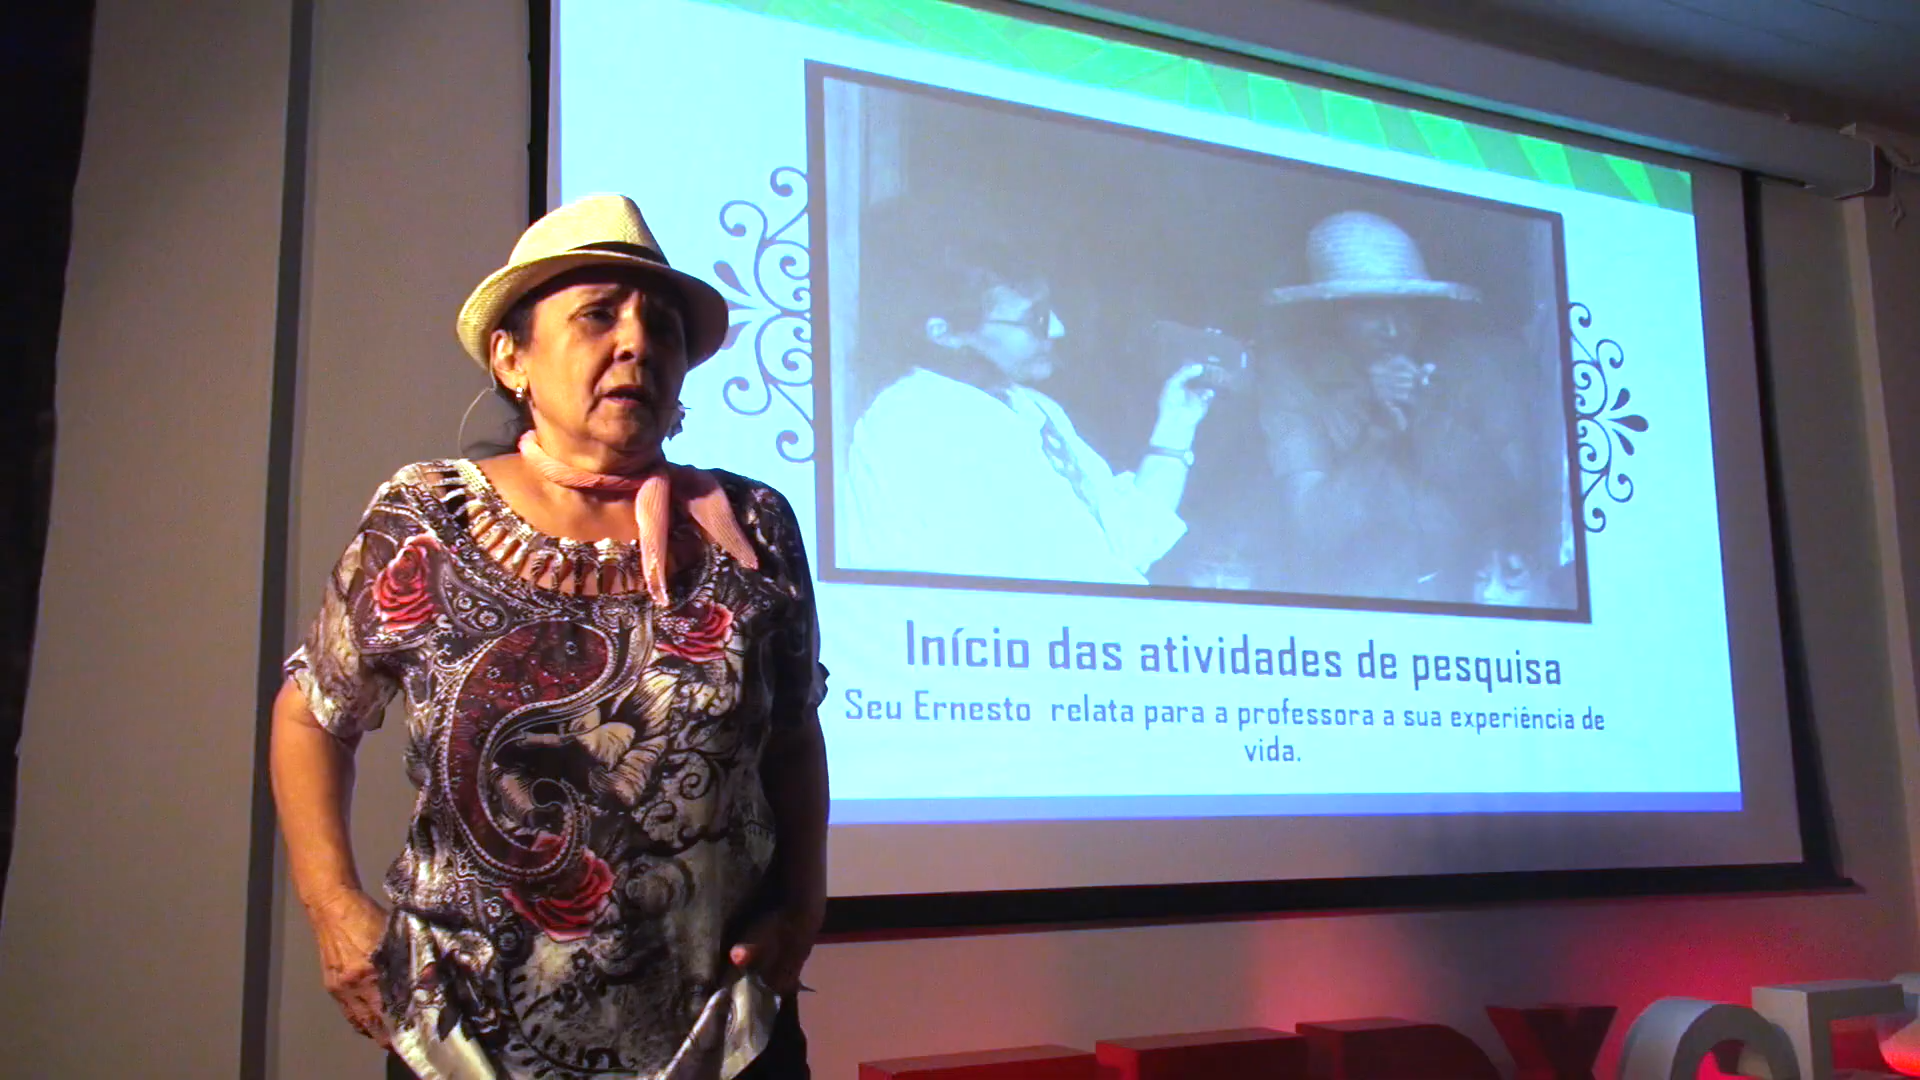 Início das atividades de pesquisa
Seu Ernesto relata para a professora a sua experiência de
vida.